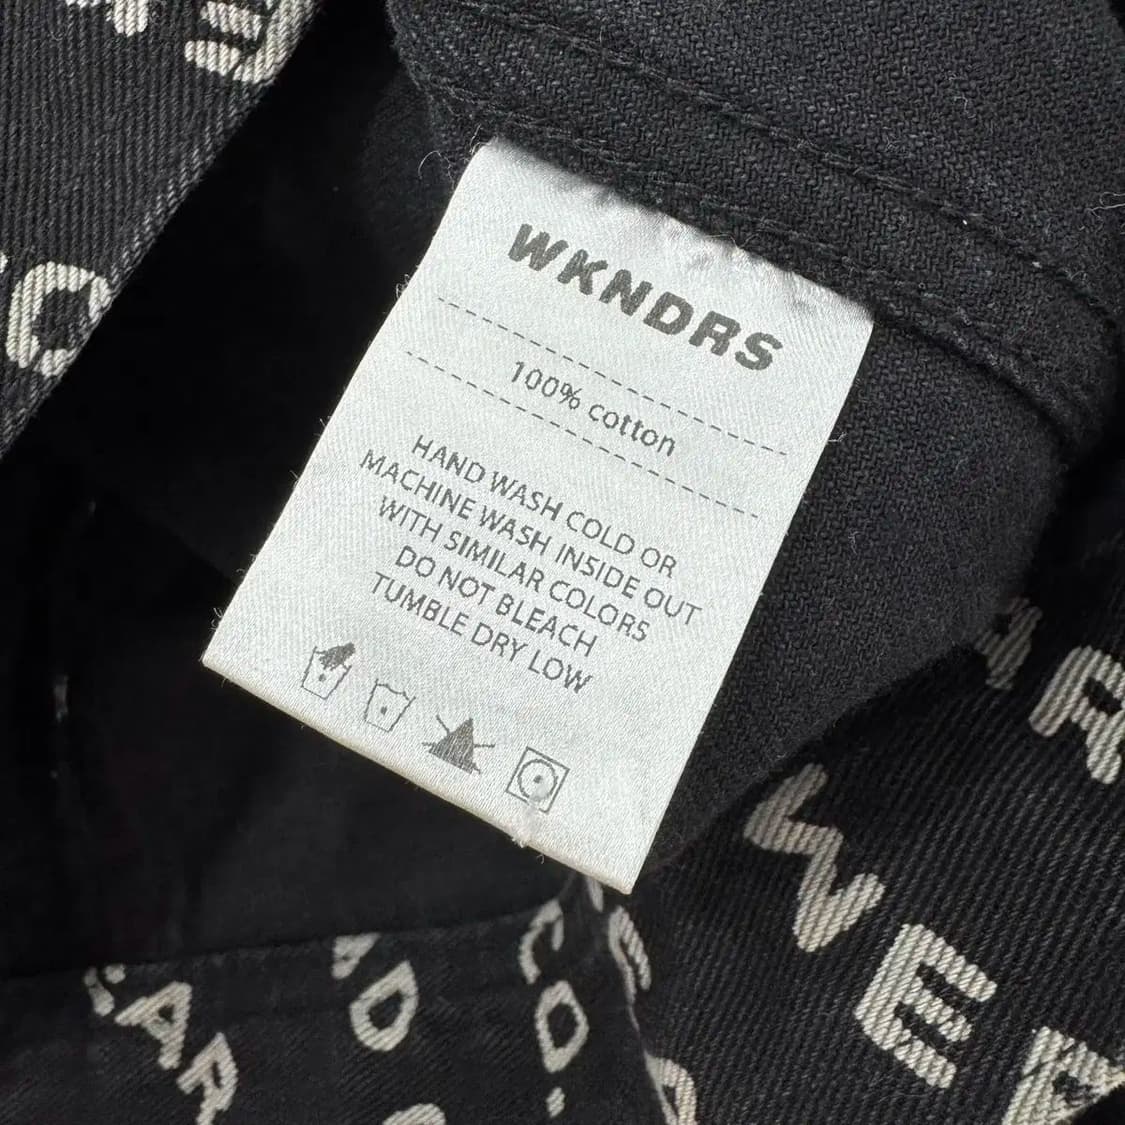 WKNDRS
100% cotton
HAND WASH COLD OR
MACHINE WASH INSIDE OUT
WITH SIMILAR COLORS
DO NOT BLEACH
TUMBLE DRY LOW
CO.